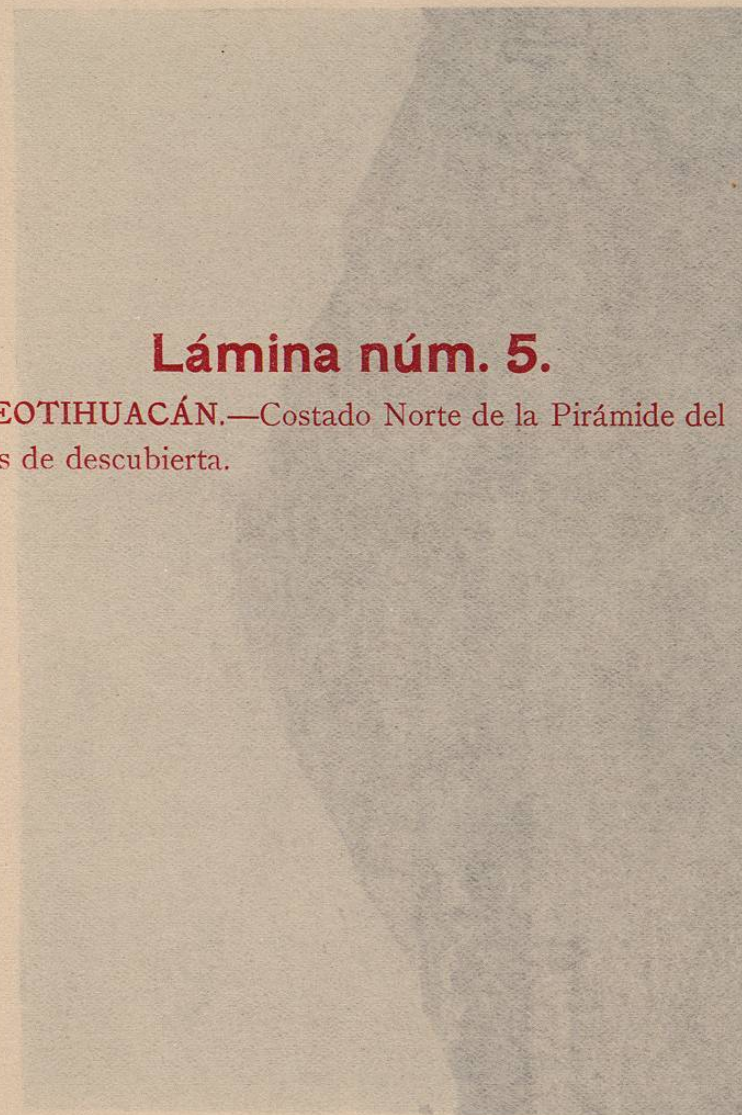 Lámina núm. 5.
EOTIHUACÁN.—Costado Norte de la Pirámide del
s de descubierta.